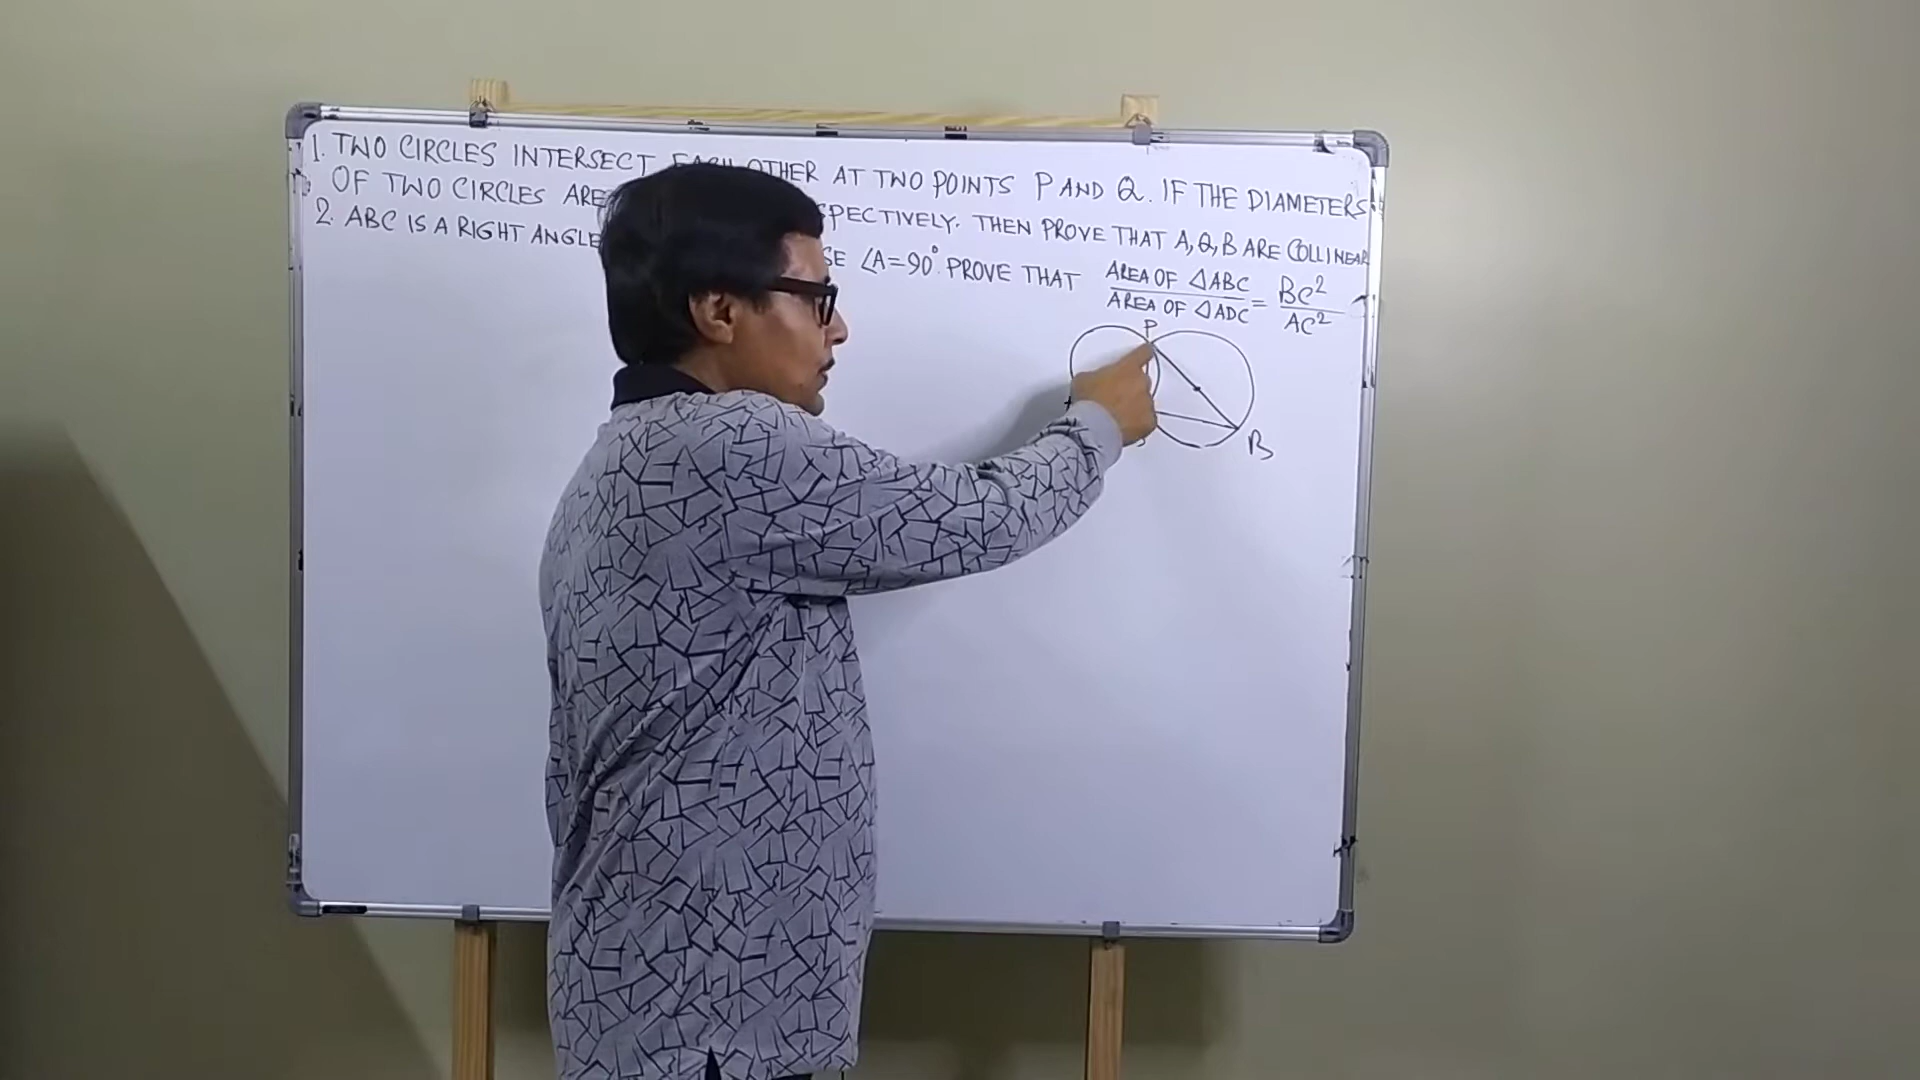 1. TWO CIRCLES INTERSECT EACH OTHER AT TWO POINTS P AND Q. IF THE DIAMETERS
OF TWO CIRCLES ARE SPECTIVELY. THEN PROVE THAT A, Q, B ARE COLLINEAR
2. ABC IS A RIGHT ANGLE SE ∠A=90°. PROVE THAT AREA OF △ABC / AREA OF △ADC = BC² / AC²
P
B